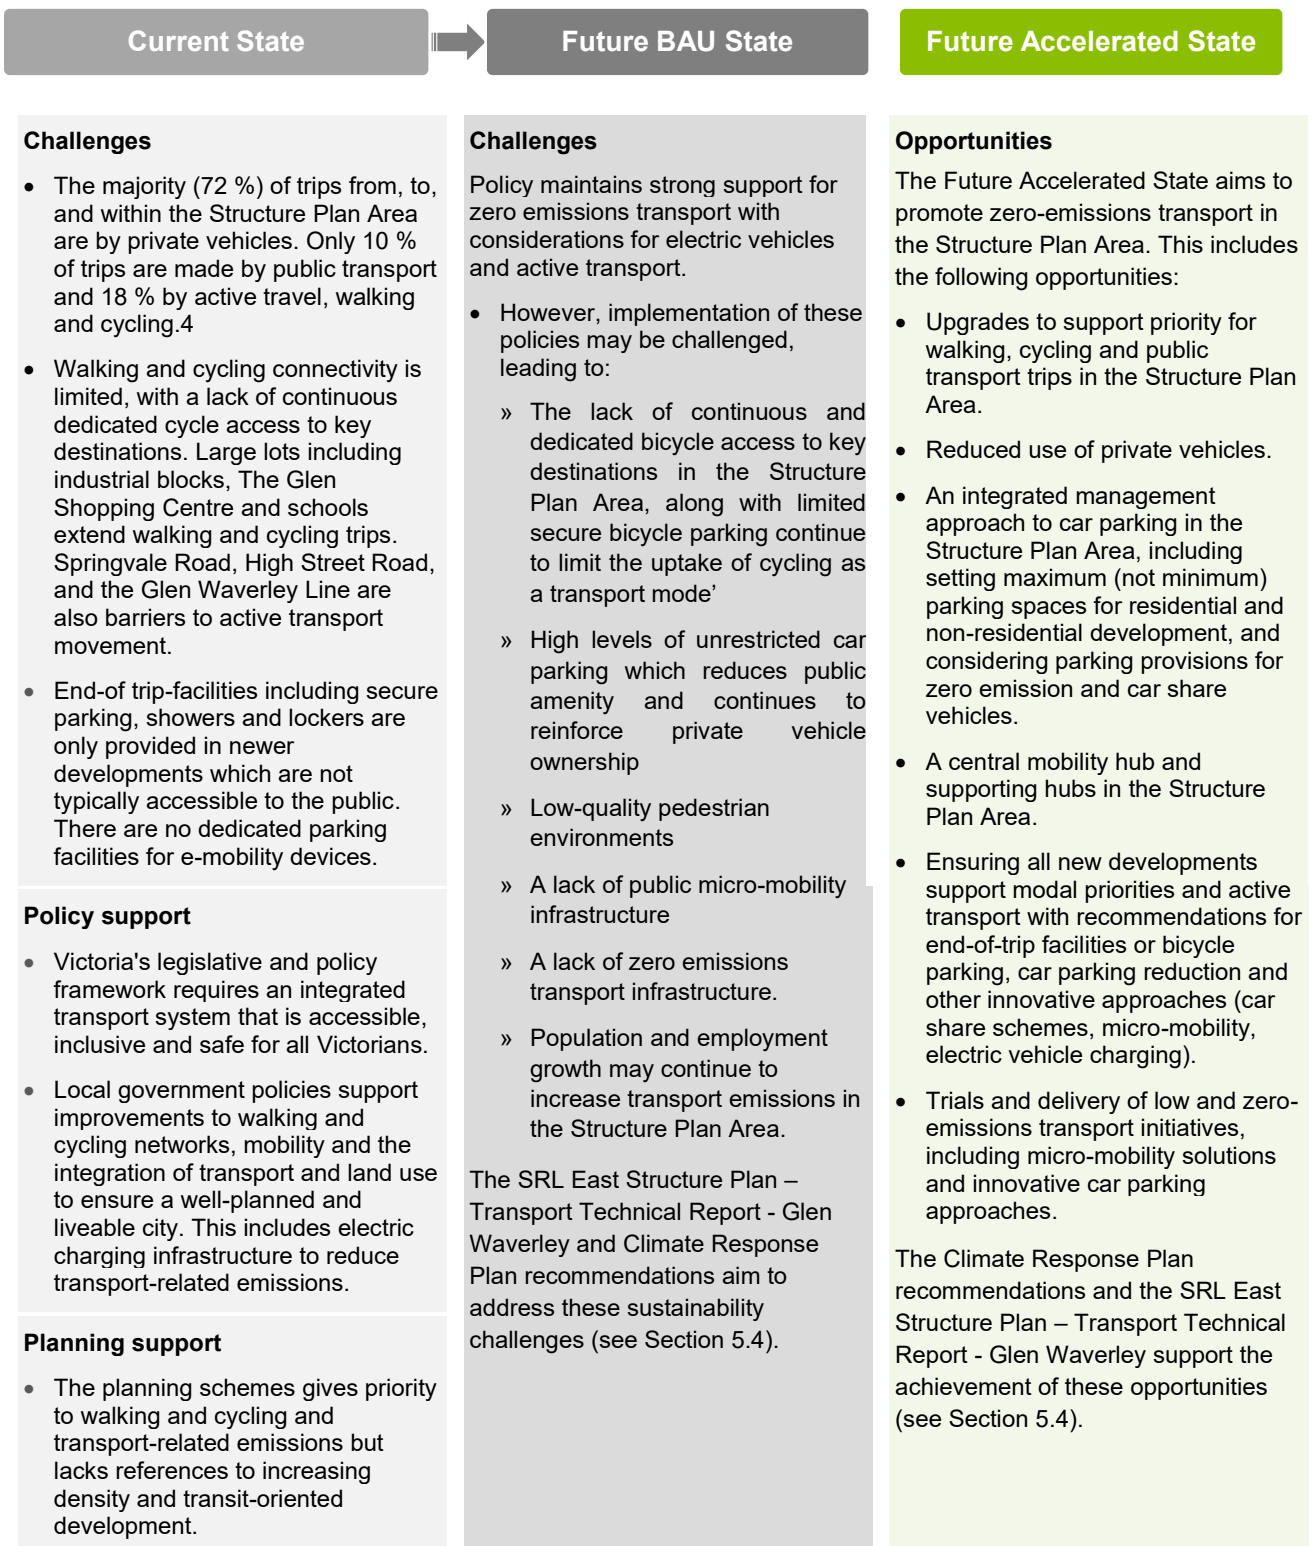 Current State
Future BAU State
Future Accelerated State
Challenges
• The majority (72 %) of trips from, to,
and within the Structure Plan Area
are by private vehicles. Only 10 %
of trips are made by public transport
and 18 % by active travel, walking
and cycling.4
• Walking and cycling connectivity is
limited, with a lack of continuous
dedicated cycle access to key
destinations. Large lots including
industrial blocks, The Glen
Shopping Centre and schools
extend walking and cycling trips.
Springvale Road, High Street Road,
and the Glen Waverley Line are
also barriers to active transport
movement.
• End-of trip-facilities including secure
parking, showers and lockers are
only provided in newer
developments which are not
typically accessible to the public.
There are no dedicated parking
facilities for e-mobility devices.
Policy support
• Victoria's legislative and policy
framework requires an integrated
transport system that is accessible,
inclusive and safe for all Victorians.
• Local government policies support
improvements to walking and
cycling networks, mobility and the
integration of transport and land use
to ensure a well-planned and
liveable city. This includes electric
charging infrastructure to reduce
transport-related emissions.
Planning support
• The planning schemes gives priority
to walking and cycling and
transport-related emissions but
lacks references to increasing
density and transit-oriented
development.
Challenges
Policy maintains strong support for
zero emissions transport with
considerations for electric vehicles
and active transport.
• However, implementation of these
policies may be challenged,
leading to:
» The lack of continuous and
dedicated bicycle access to key
destinations in the Structure
Plan Area, along with limited
secure bicycle parking continue
to limit the uptake of cycling as
a transport mode’
» High levels of unrestricted car
parking which reduces public
amenity and continues to
reinforce private vehicle
ownership
» Low-quality pedestrian
environments
» A lack of public micro-mobility
infrastructure
» A lack of zero emissions
transport infrastructure.
» Population and employment
growth may continue to
increase transport emissions in
the Structure Plan Area.
The SRL East Structure Plan –
Transport Technical Report - Glen
Waverley and Climate Response
Plan recommendations aim to
address these sustainability
challenges (see Section 5.4).
Opportunities
The Future Accelerated State aims to
promote zero-emissions transport in
the Structure Plan Area. This includes
the following opportunities:
• Upgrades to support priority for
walking, cycling and public
transport trips in the Structure Plan
Area.
• Reduced use of private vehicles.
• An integrated management
approach to car parking in the
Structure Plan Area, including
setting maximum (not minimum)
parking spaces for residential and
non-residential development, and
considering parking provisions for
zero emission and car share
vehicles.
• A central mobility hub and
supporting hubs in the Structure
Plan Area.
• Ensuring all new developments
support modal priorities and active
transport with recommendations for
end-of-trip facilities or bicycle
parking, car parking reduction and
other innovative approaches (car
share schemes, micro-mobility,
electric vehicle charging).
• Trials and delivery of low and zero-
emissions transport initiatives,
including micro-mobility solutions
and innovative car parking
approaches.
The Climate Response Plan
recommendations and the SRL East
Structure Plan – Transport Technical
Report - Glen Waverley support the
achievement of these opportunities
(see Section 5.4).